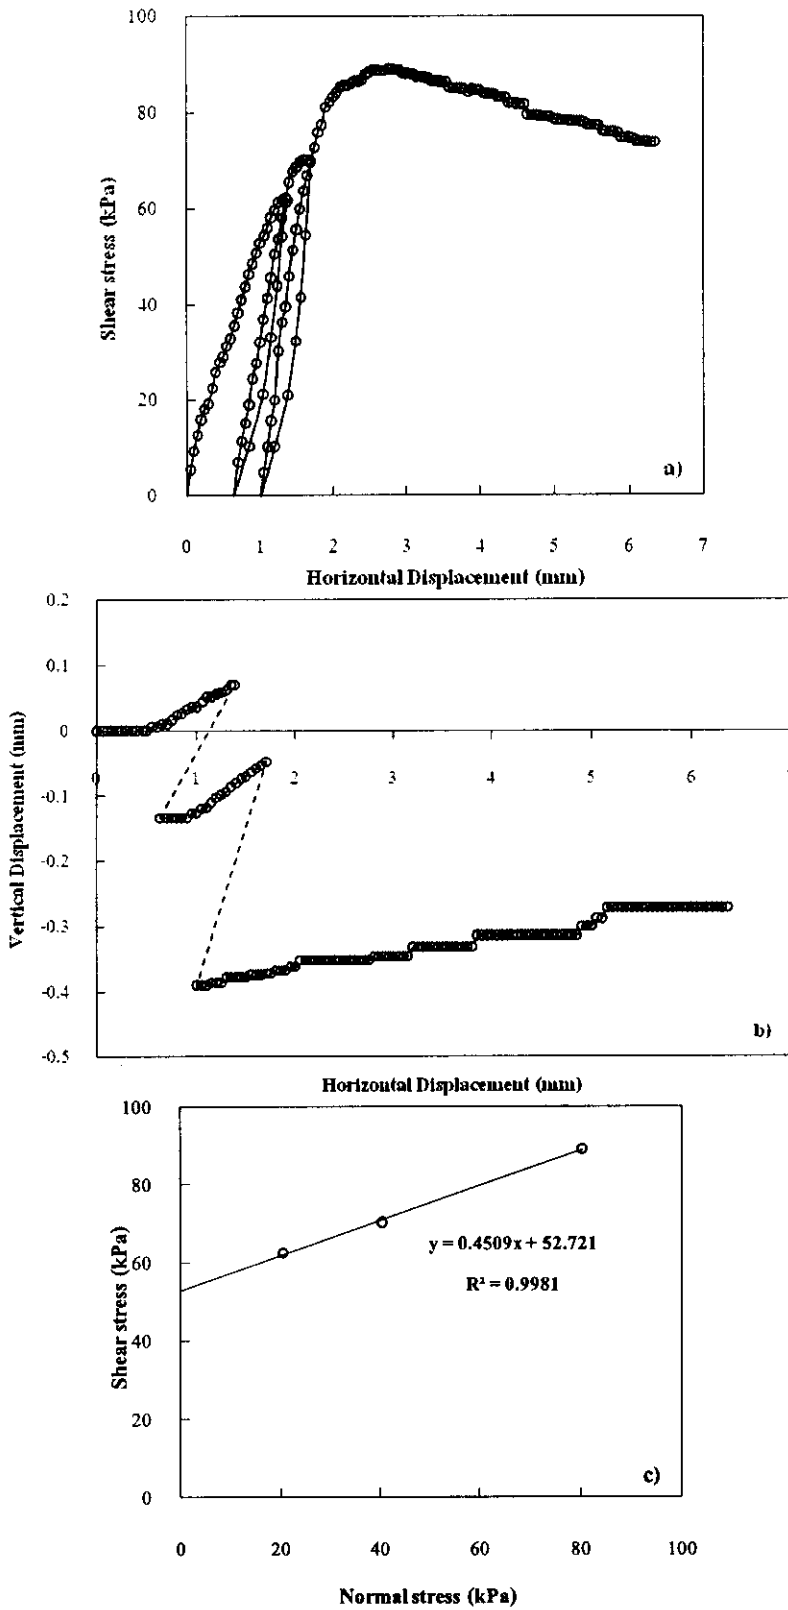 100
80
60
40
20
0
Shear stress (kPa)
a)
0 1 2 3 4 5 6 7
Horizontal Displacement (mm)
0.2
0.1
0
-0.1
-0.2
-0.3
-0.4
-0.5
Vertical Displacement (mm)
0 1 2 3 4 5 7
b)
Horizontal Displacement (mm)
100
80
60
40
20
0
Shear stress (kPa)
y = 0.4509x + 52.721
R² = 0.9981
c)
0 20 40 60 80 100
Normal stress (kPa)